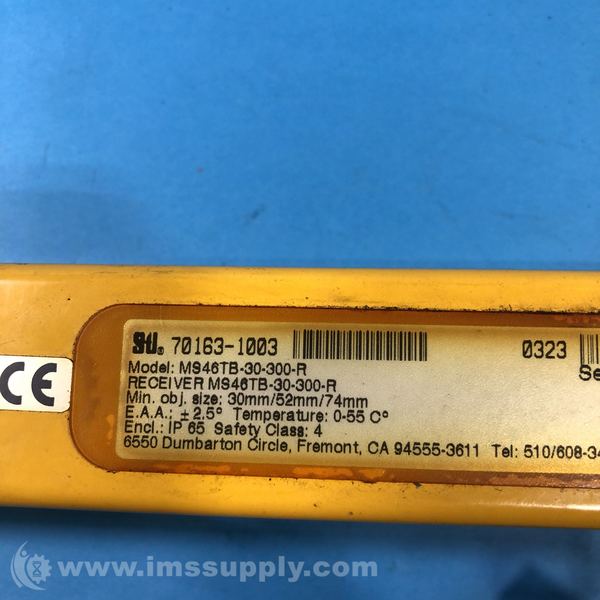 STI. 70163-1003 0323
Se
Model: MS46TB-30-300-R
RECEIVER MS46TB-30-300-R
Min. obj. size: 30mm/52mm/74mm
E.A.A.: ±2.5° Temperature: 0-55 C°
Encl.: IP 65 Safety Class: 4
6550 Dumbarton Circle, Fremont, CA 94555-3611 Tel: 510/608-34
CE
www.imssupply.com